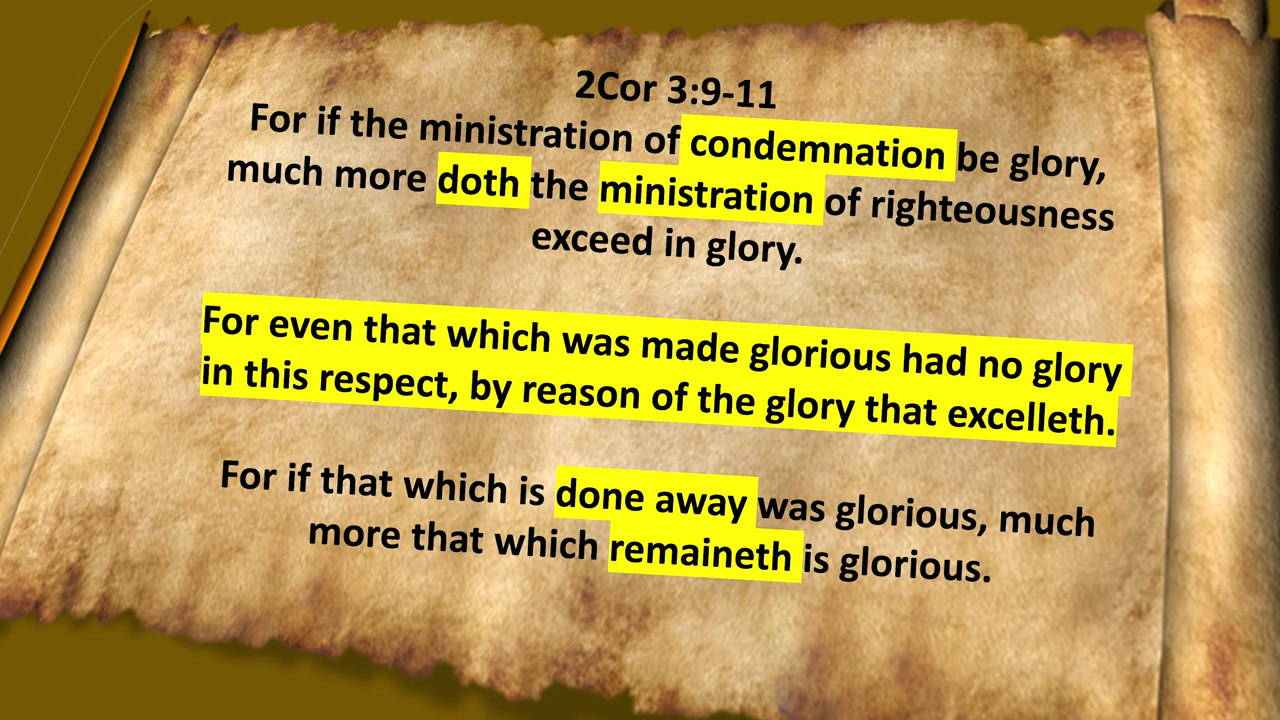 2Cor 3:9-11
For if the ministration of condemnation be glory,
much more doth the ministration of righteousness
exceed in glory.
For even that which was made glorious had no glory
in this respect, by reason of the glory that excelleth.
For if that which is done away was glorious, much
more that which remaineth is glorious.